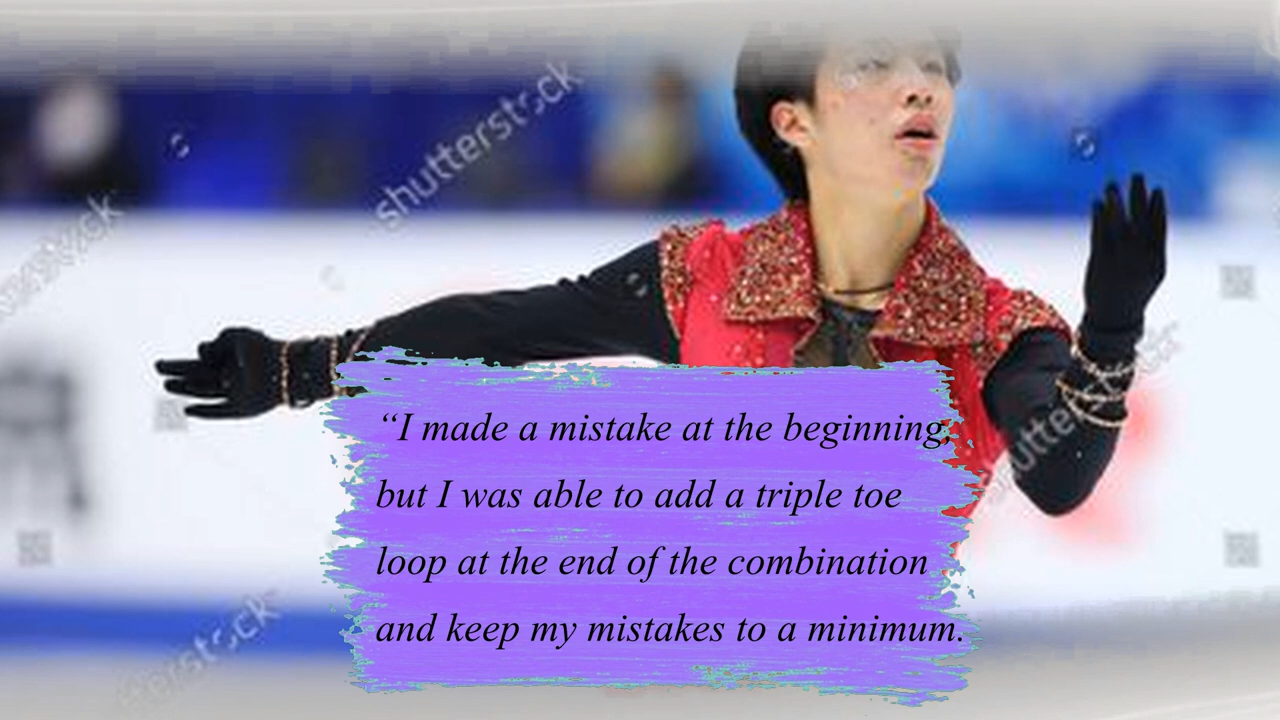 shutterstock
“I made a mistake at the beginning,
but I was able to add a triple toe
loop at the end of the combination
and keep my mistakes to a minimum.